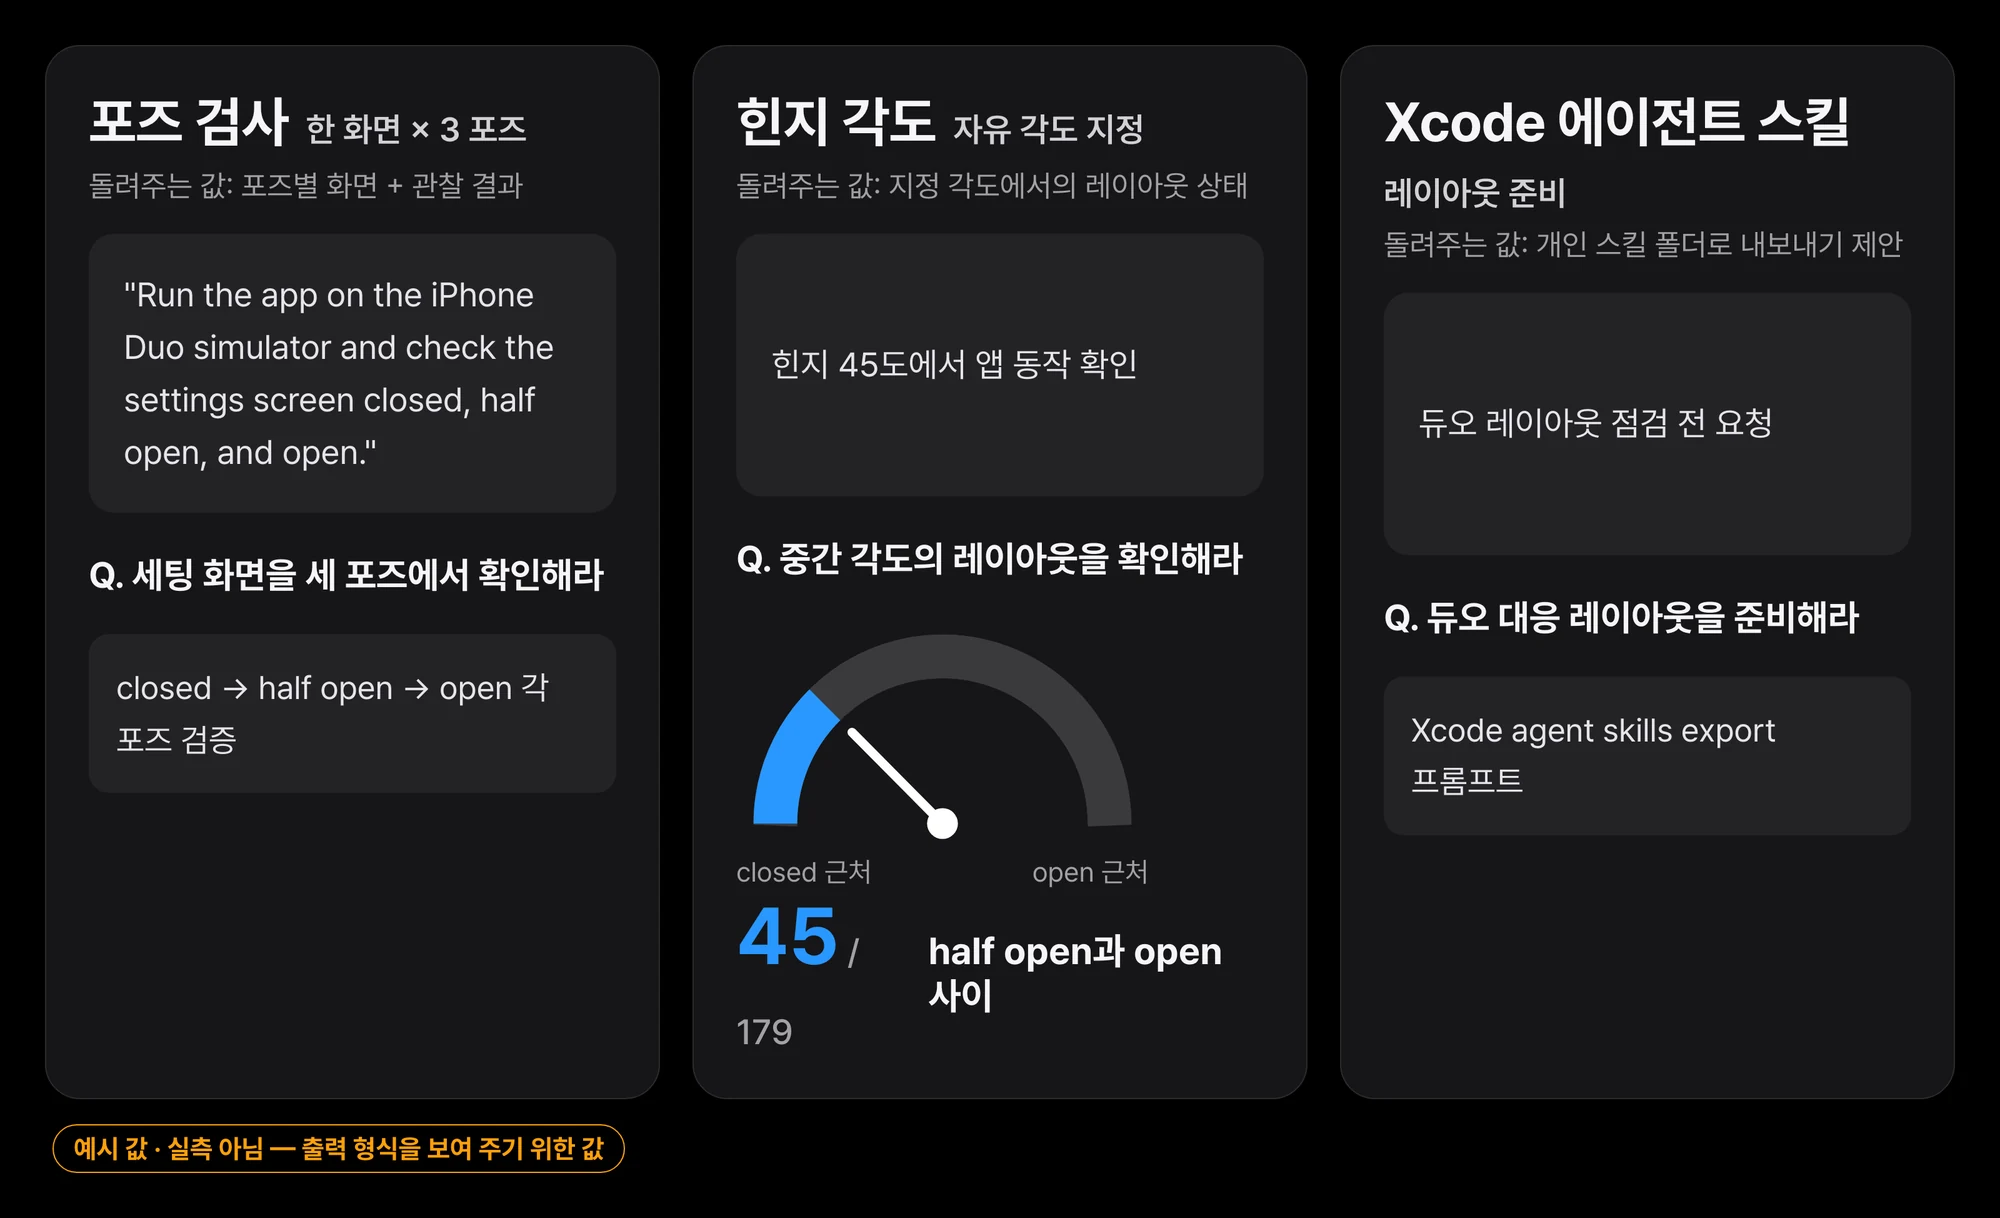 포즈 검사 한 화면 × 3 포즈
돌려주는 값: 포즈별 화면 + 관찰 결과
"Run the app on the iPhone
Duo simulator and check the
settings screen closed, half
open, and open."
Q. 세팅 화면을 세 포즈에서 확인해라
closed → half open → open 각
포즈 검증
힌지 각도 자유 각도 지정
돌려주는 값: 지정 각도에서의 레이아웃 상태
힌지 45도에서 앱 동작 확인
Q. 중간 각도의 레이아웃을 확인해라
closed 근처
open 근처
45 /
179
half open과 open
사이
Xcode 에이전트 스킬
레이아웃 준비
돌려주는 값: 개인 스킬 폴더로 내보내기 제안
듀오 레이아웃 점검 전 요청
Q. 듀오 대응 레이아웃을 준비해라
Xcode agent skills export
프롬프트
예시 값 · 실측 아님 — 출력 형식을 보여 주기 위한 값